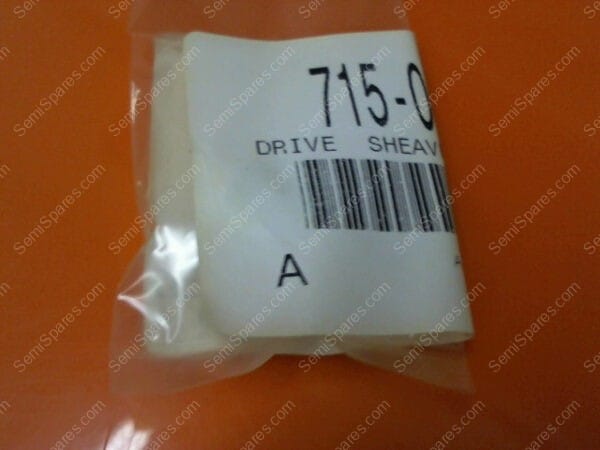 715-0
DRIVE SHEAV
A
SemiSpares.com